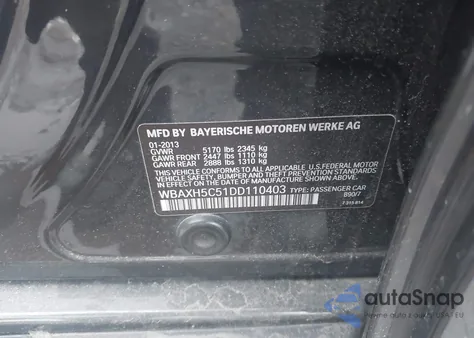 MFD BY BAYERISCHE MOTOREN WERKE AG
01-2013
GVWR 5170 lbs 2345 kg
GAWR FRONT 2447 lbs 1110 kg
GAWR REAR 2888 lbs 1310 kg
THIS VEHICLE CONFORMS TO ALL APPLICABLE U.S. FEDERAL MOTOR
VEHICLE SAFETY, BUMPER AND THEFT PREVENTION STANDARDS
IN EFFECT ON THE DATE OF MANUFACTURE SHOWN ABOVE.
WBAXH5C51DD110403 TYPE: PASSENGER CAR
890/7
autoSnap